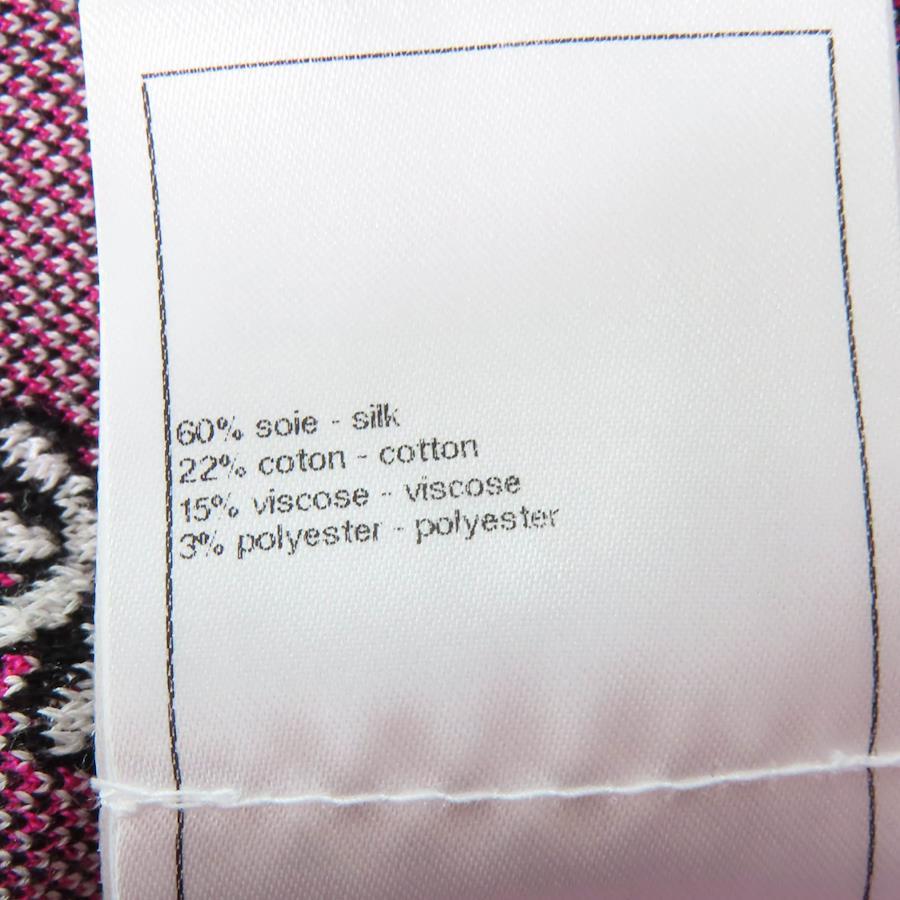 60% soie - silk
22% coton - cotton
15% viscose - viscose
3% polyester - polyester